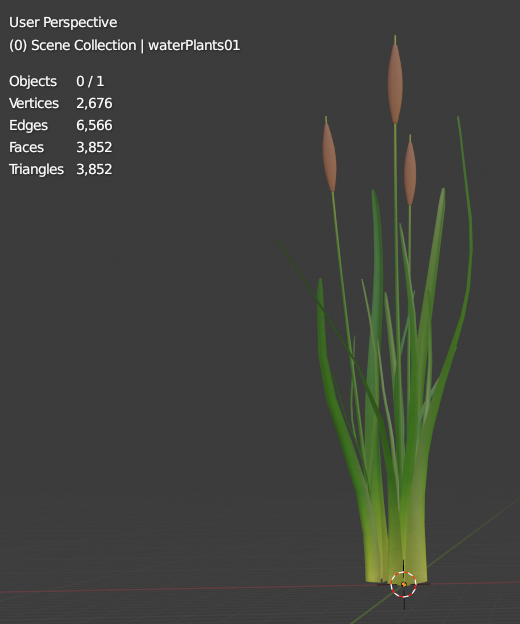 User Perspective
(0) Scene Collection | waterPlants01
Objects 0 / 1
Vertices 2,676
Edges 6,566
Faces 3,852
Triangles 3,852